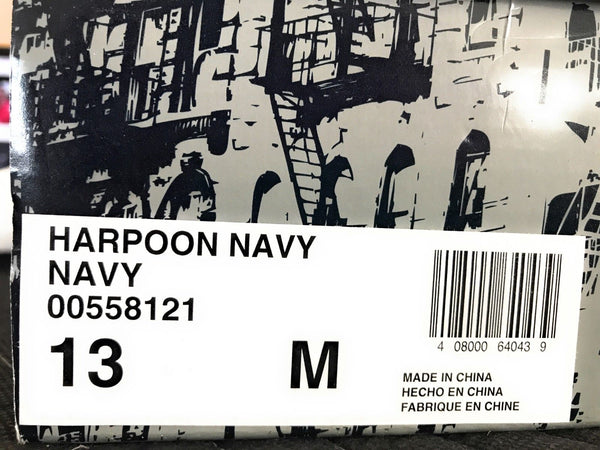 HARPOON NAVY
NAVY
00558121
13 M
4 08000 64043 9
MADE IN CHINA
HECHO EN CHINA
FABRIQUE EN CHINE